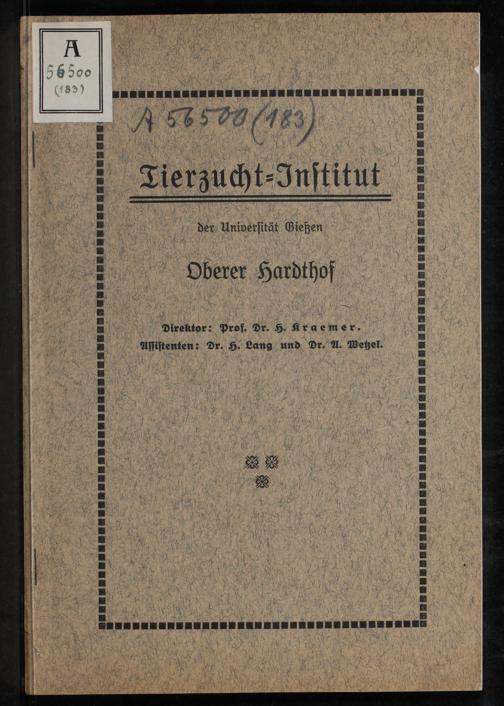 A
56500
(183)
A 56500 (183)
Tierzucht-Institut
der Universität Gießen
Oberer Hardthof
Direktor: Prof. Dr. H. Kraemer.
Assistenten: Dr. H. Lang und Dr. A. Wetzel.